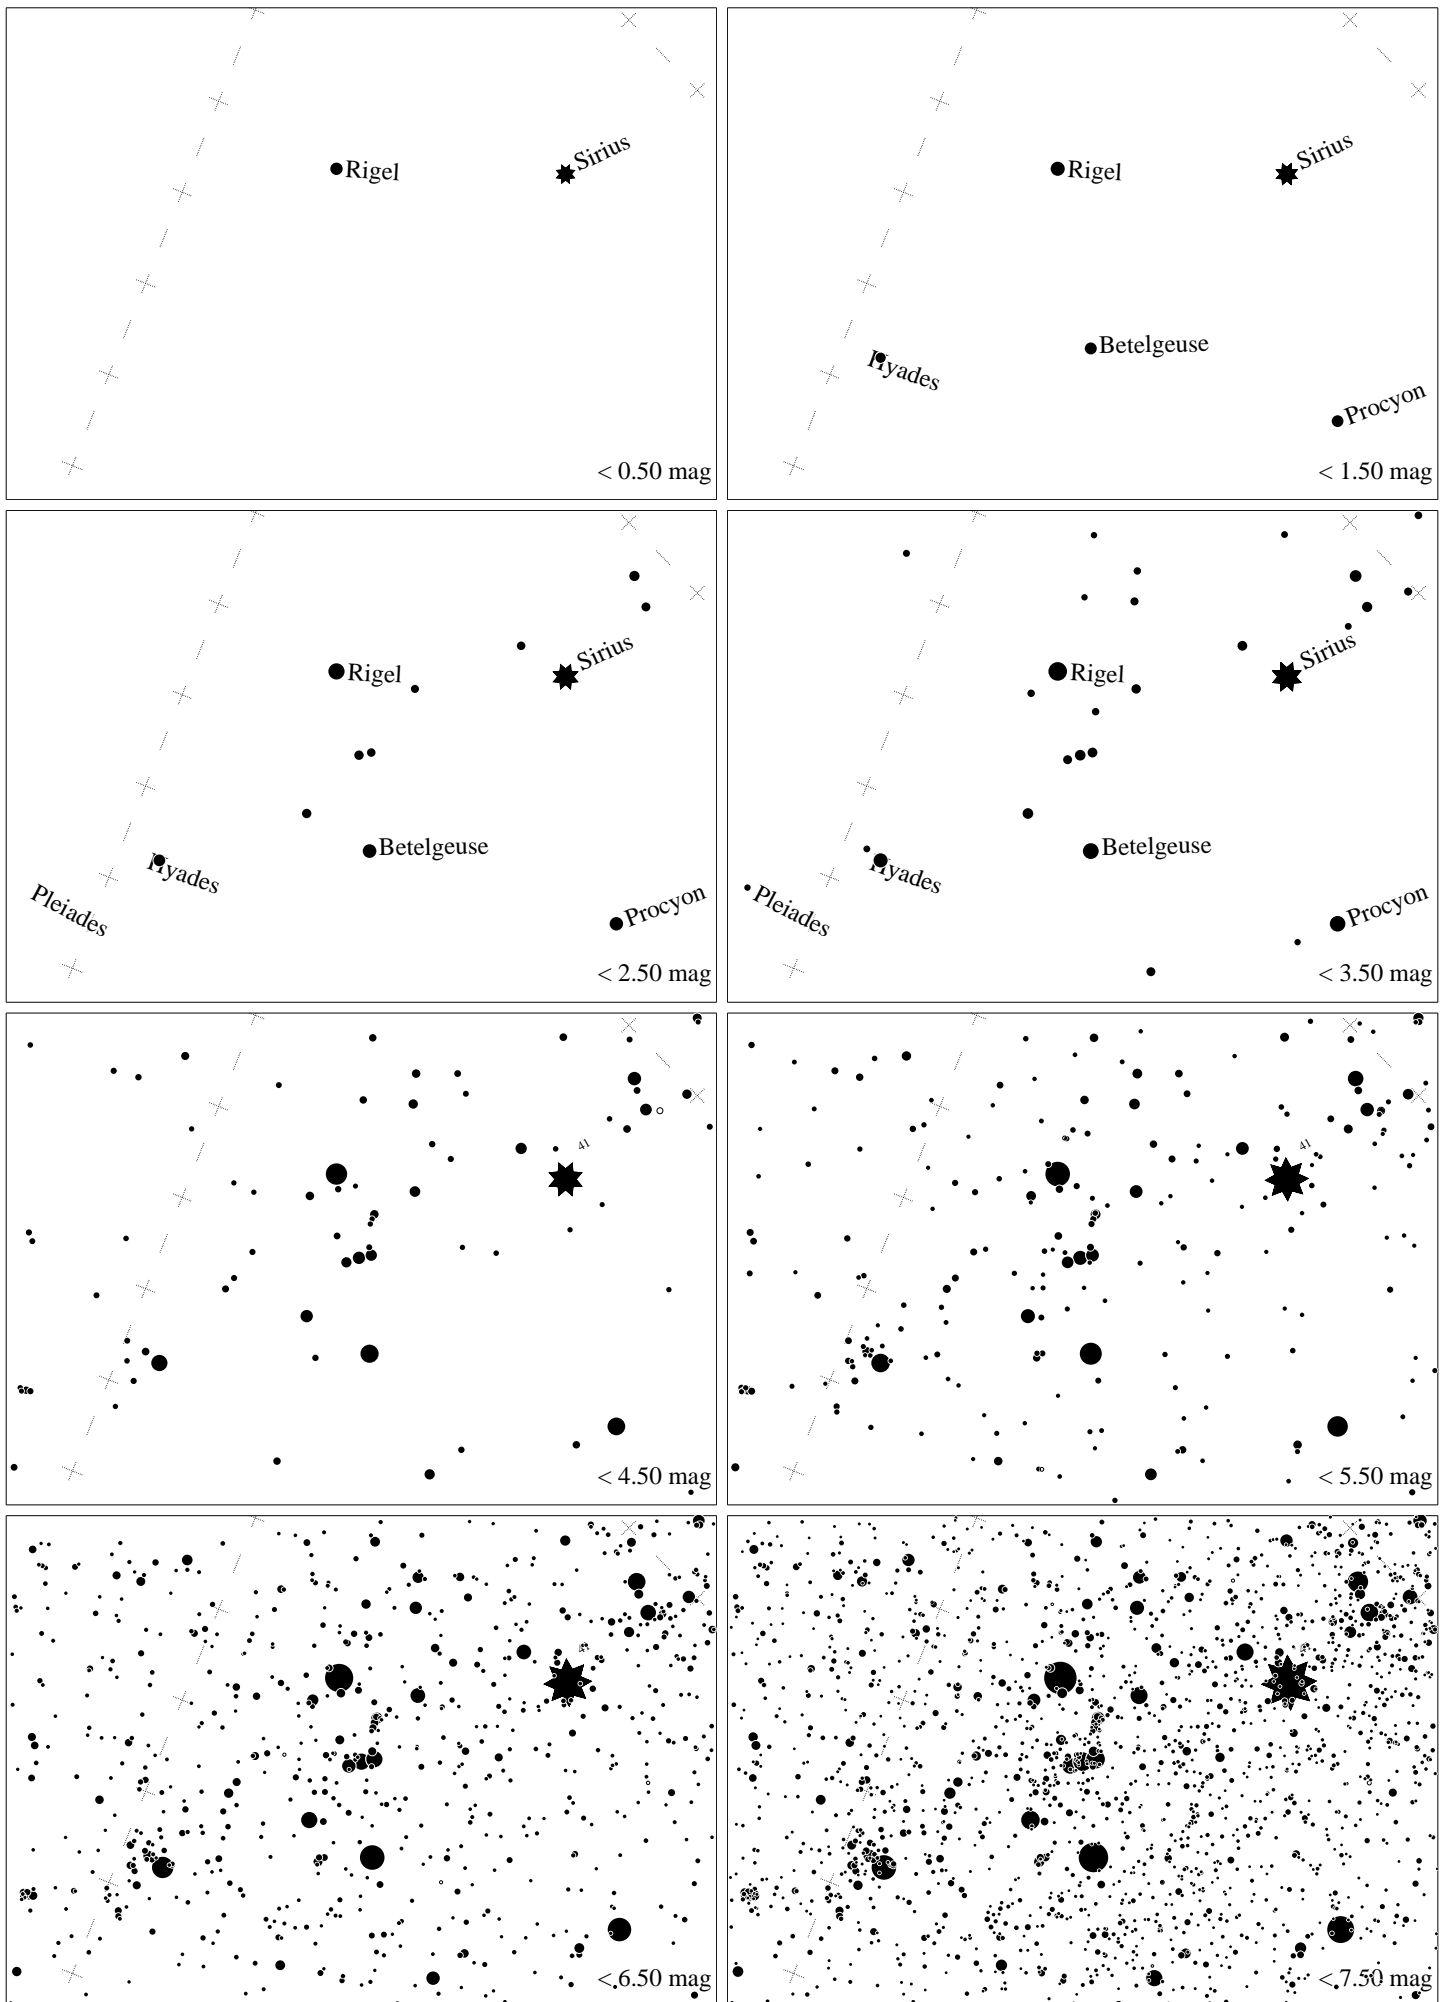 Rigel
Sirius
< 0.50 mag
Rigel
Sirius
Betelgeuse
Hyades
Procyon
< 1.50 mag
Sirius
Rigel
Betelgeuse
Hyades
Pleiades
Procyon
< 2.50 mag
Sirius
Rigel
Betelgeuse
Hyades
Pleiades
Procyon
< 3.50 mag
41
< 4.50 mag
41
< 5.50 mag
< 6.50 mag
< 7.50 mag